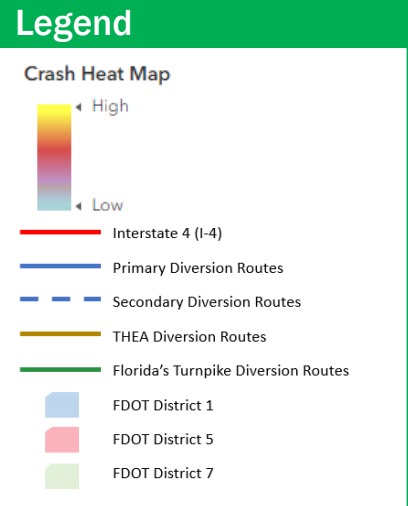 Legend
Crash Heat Map
High
Low
Interstate 4 (I-4)
Primary Diversion Routes
Secondary Diversion Routes
THEA Diversion Routes
Florida's Turnpike Diversion Routes
FDOT District 1
FDOT District 5
FDOT District 7